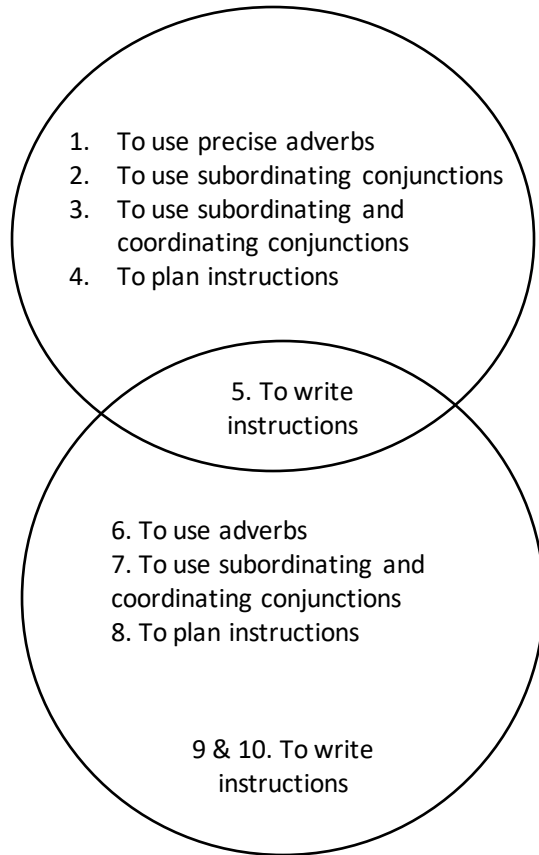 1. To use precise adverbs
2. To use subordinating conjunctions
3. To use subordinating and
coordinating conjunctions
4. To plan instructions
5. To write
instructions
6. To use adverbs
7. To use subordinating and
coordinating conjunctions
8. To plan instructions
9 & 10. To write
instructions